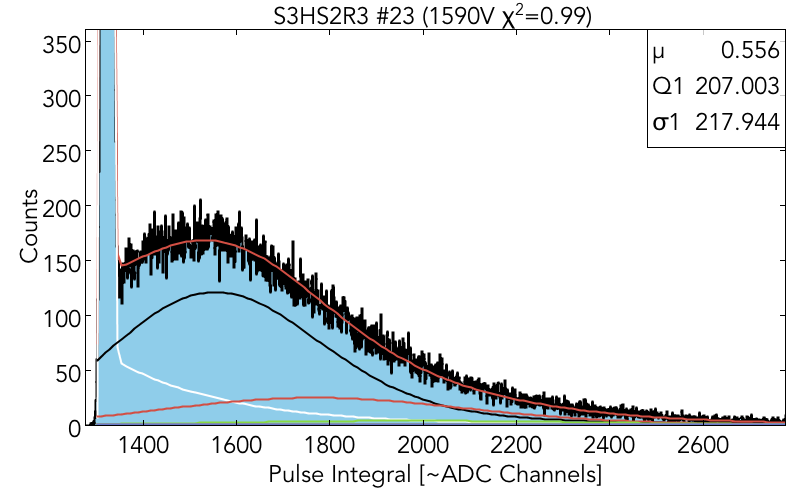 S3HS2R3 #23 (1590V χ²=0.99)
μ 0.556
Q1 207.003
σ1 217.944
350
300
250
200
150
100
50
0
Counts
1400 1600 1800 2000 2200 2400 2600
Pulse Integral [~ADC Channels]